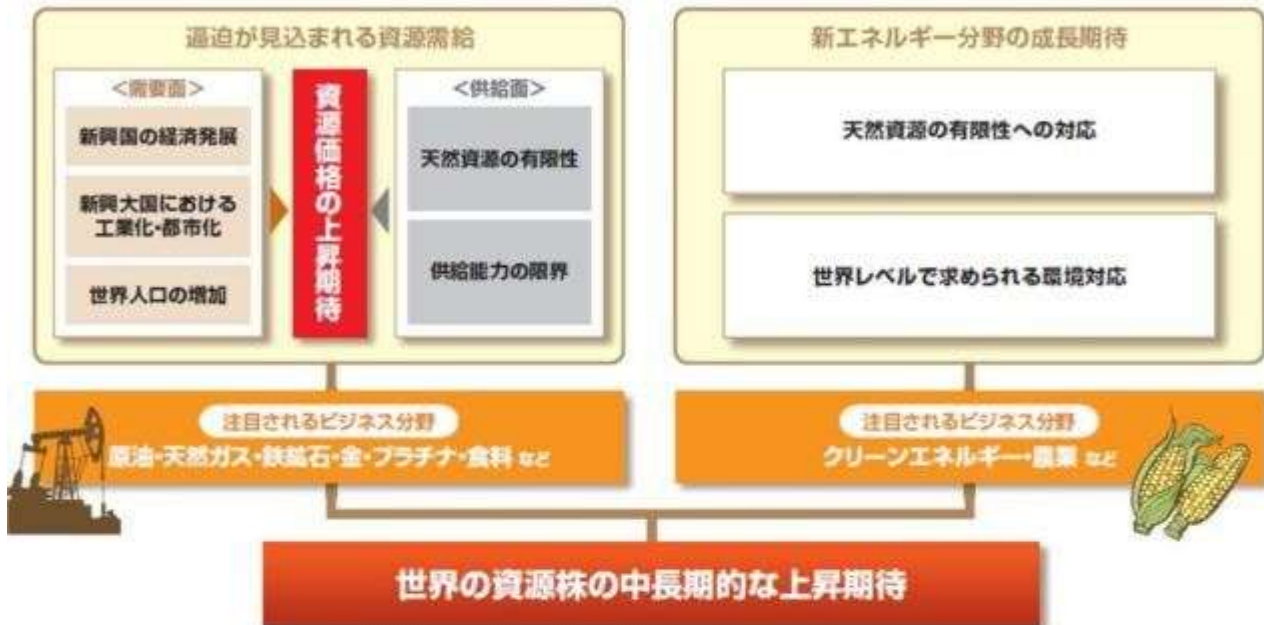 逼迫が見込まれる資源需給
＜需要面＞
新興国の経済発展
新興大国における
工業化・都市化
世界人口の増加
資源価格の上昇期待
＜供給面＞
天然資源の有限性
供給能力の限界
注目されるビジネス分野
原油・天然ガス・鉄鉱石・金・プラチナ・食料 など
新エネルギー分野の成長期待
天然資源の有限性への対応
世界レベルで求められる環境対応
注目されるビジネス分野
クリーンエネルギー・農業 など
世界の資源株の中長期的な上昇期待